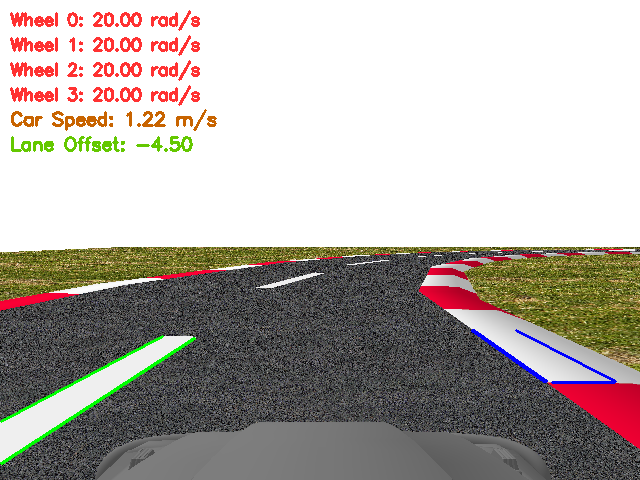 Wheel 0: 20.00 rad/s
Wheel 1: 20.00 rad/s
Wheel 2: 20.00 rad/s
Wheel 3: 20.00 rad/s
Car Speed: 1.22 m/s
Lane Offset: -4.50